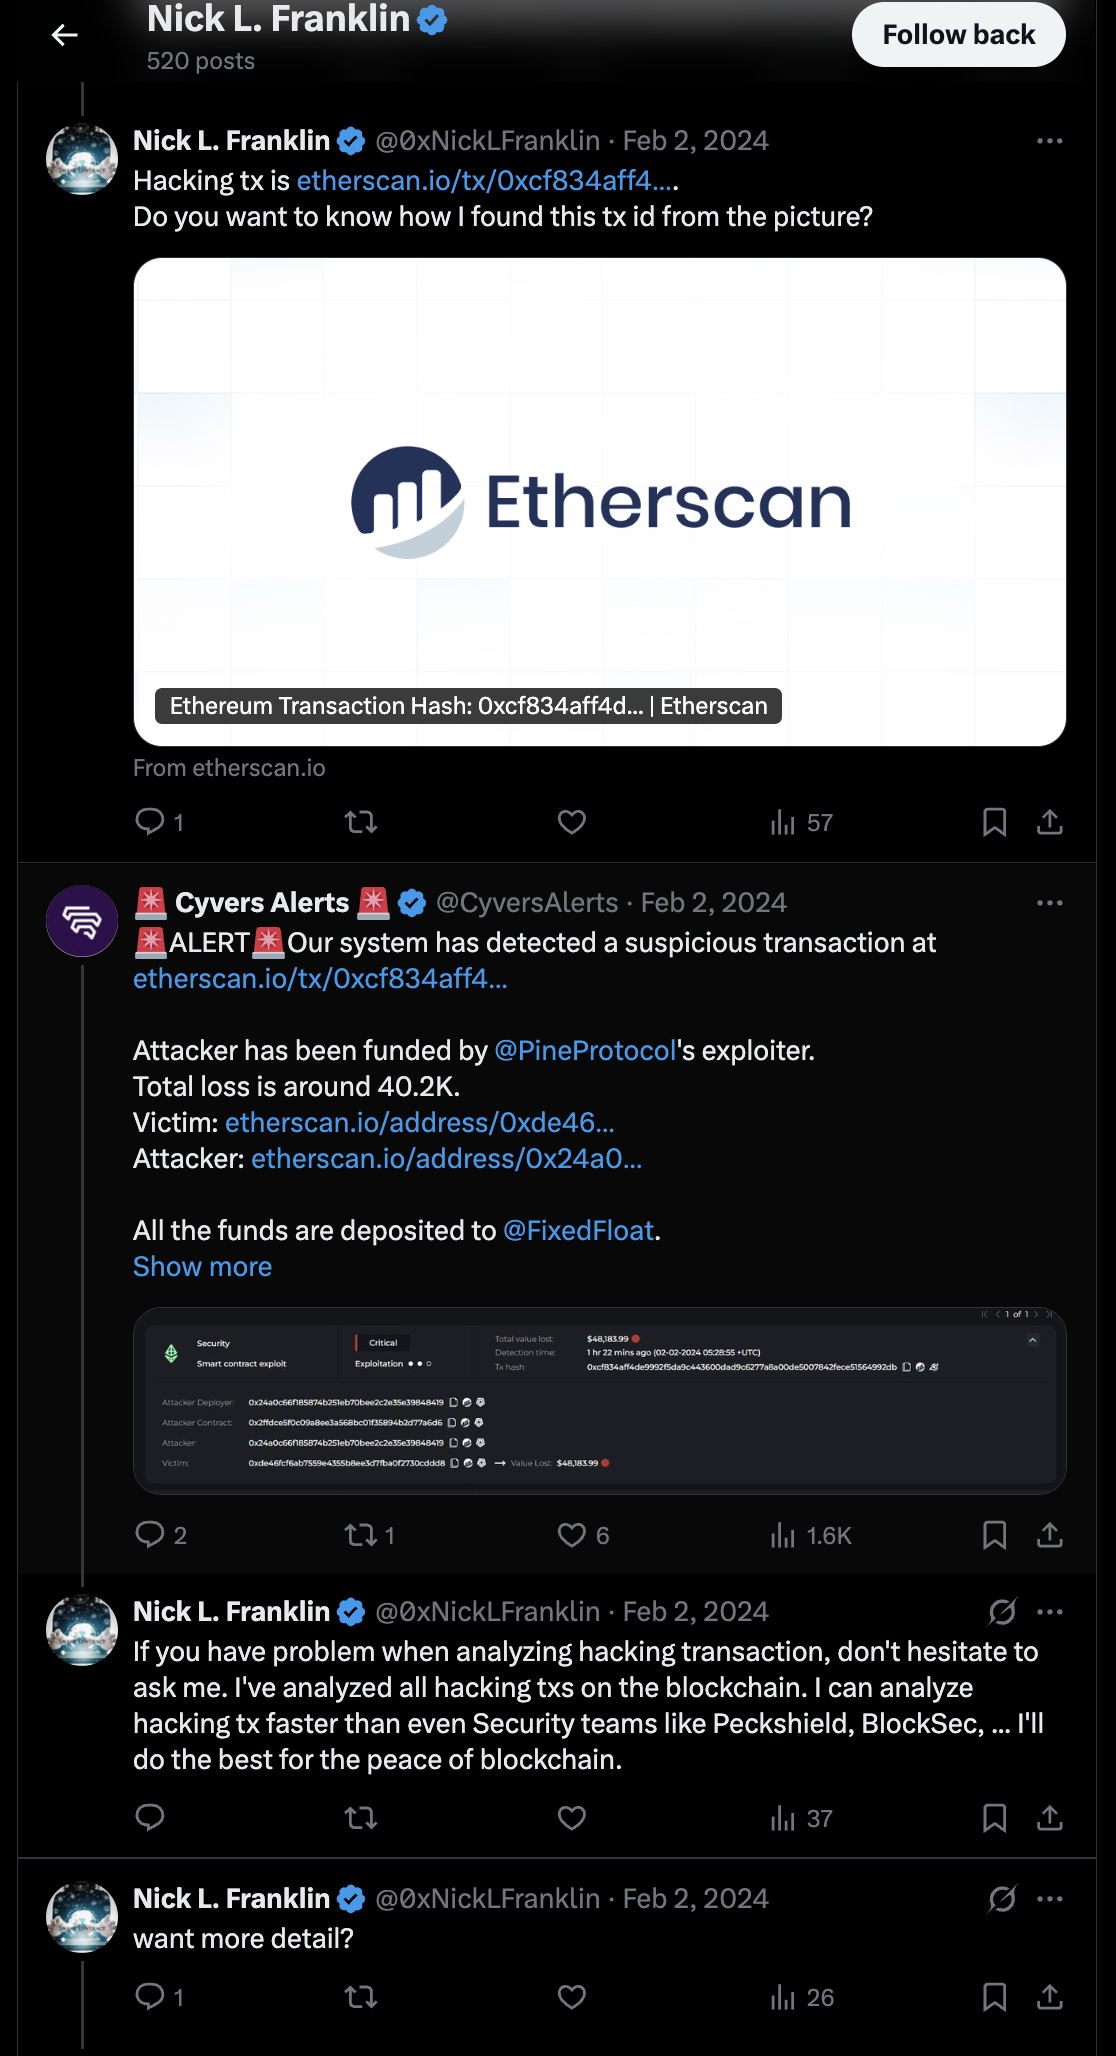 Nick L. Franklin
520 posts
Follow back
Nick L. Franklin @0xNickLFranklin · Feb 2, 2024
Hacking tx is etherscan.io/tx/0xcf834aff4….
Do you want to know how I found this tx id from the picture?
Etherscan
Ethereum Transaction Hash: 0xcf834aff4d... | Etherscan
From etherscan.io
1
57
🚨 Cyvers Alerts 🚨 @CyversAlerts · Feb 2, 2024
🚨ALERT🚨Our system has detected a suspicious transaction at
etherscan.io/tx/0xcf834aff4…
Attacker has been funded by @PineProtocol's exploiter.
Total loss is around 40.2K.
Victim: etherscan.io/address/0xde46…
Attacker: etherscan.io/address/0x24a0…
All the funds are deposited to @FixedFloat.
Show more
1 of 1
Security
Smart contract exploit
Critical
Exploitation
Total value lost: $48,183.99
Detection time: 1 hr 22 mins ago (02-02-2024 05:28:55 +UTC)
Tx hash:
Attacker Deployer:
Attacker Contract:
Attacker:
Victim:
Value Lost: $48,183.99
2
1
6
1.6K
Nick L. Franklin @0xNickLFranklin · Feb 2, 2024
If you have problem when analyzing hacking transaction, don't hesitate to
ask me. I've analyzed all hacking txs on the blockchain. I can analyze
hacking tx faster than even Security teams like Peckshield, BlockSec, ... I'll
do the best for the peace of blockchain.
37
Nick L. Franklin @0xNickLFranklin · Feb 2, 2024
want more detail?
1
26